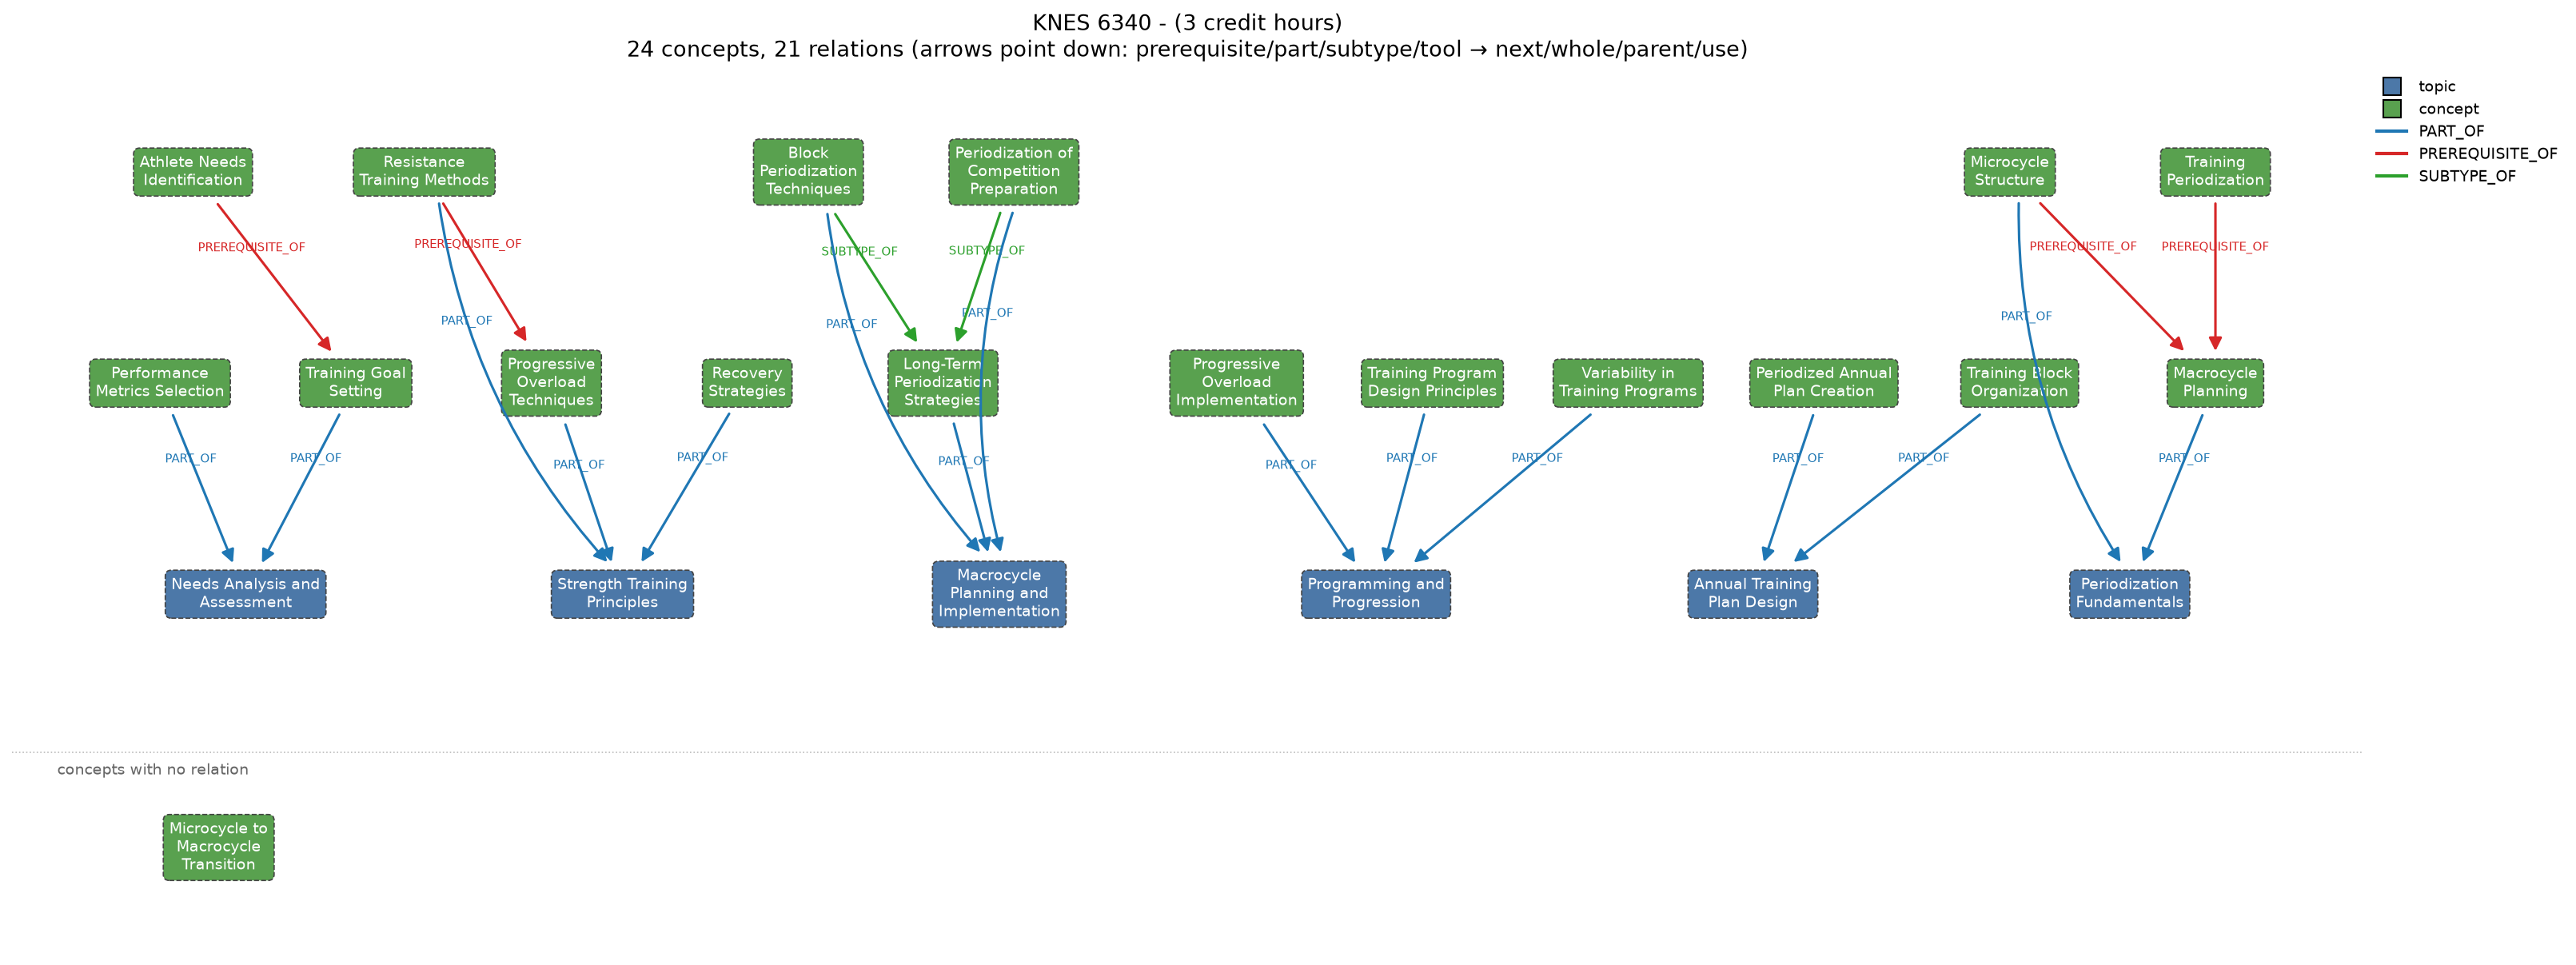 KNES 6340 - (3 credit hours)
24 concepts, 21 relations (arrows point down: prerequisite/part/subtype/tool → next/whole/parent/use)
topic
concept
PART_OF
PREREQUISITE_OF
SUBTYPE_OF
Athlete Needs
Identification
Resistance
Training Methods
Block
Periodization
Techniques
Periodization of
Competition
Preparation
Microcycle
Structure
Training
Periodization
PREREQUISITE_OF
PREREQUISITE_OF
SUBTYPE_OF
SUBTYPE_OF
PREREQUISITE_OF
PREREQUISITE_OF
PART_OF
PART_OF
PART_OF
PART_OF
Performance
Metrics Selection
Training Goal
Setting
Progressive
Overload
Techniques
Recovery
Strategies
Long-Term
Periodization
Strategies
Progressive
Overload
Implementation
Training Program
Design Principles
Variability in
Training Programs
Periodized Annual
Plan Creation
Training Block
Organization
Macrocycle
Planning
PART_OF
PART_OF
PART_OF
PART_OF
PART_OF
PART_OF
PART_OF
PART_OF
PART_OF
PART_OF
PART_OF
Needs Analysis and
Assessment
Strength Training
Principles
Macrocycle
Planning and
Implementation
Programming and
Progression
Annual Training
Plan Design
Periodization
Fundamentals
concepts with no relation
Microcycle to
Macrocycle
Transition